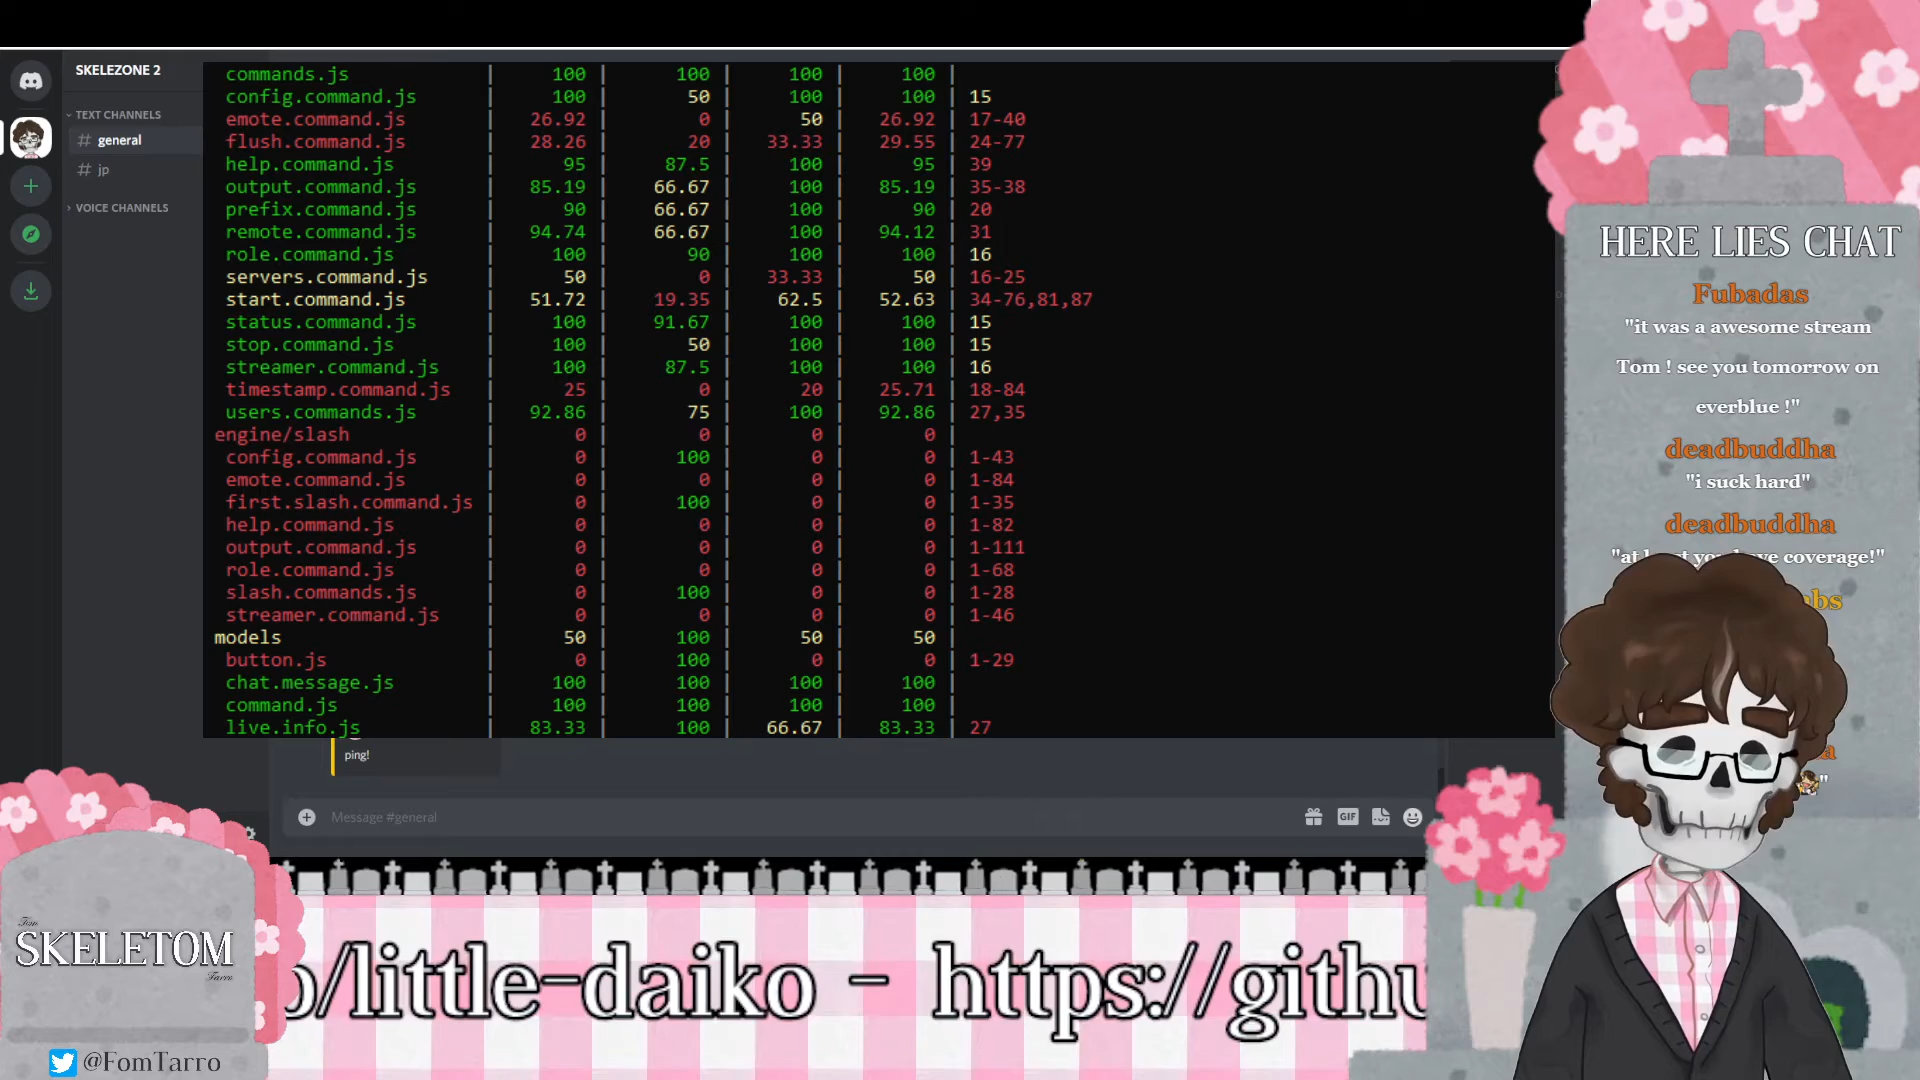 SKELEZONE 2
TEXT CHANNELS
# general
# jp
VOICE CHANNELS
commands.js | 100 | 100 | 100 | 100 |
config.command.js | 100 | 50 | 100 | 100 | 15
emote.command.js | 26.92 | 0 | 50 | 26.92 | 17-40
flush.command.js | 28.26 | 20 | 33.33 | 29.55 | 24-77
help.command.js | 95 | 87.5 | 100 | 95 | 39
output.command.js | 85.19 | 66.67 | 100 | 85.19 | 35-38
prefix.command.js | 90 | 66.67 | 100 | 90 | 20
remote.command.js | 94.74 | 66.67 | 100 | 94.12 | 31
role.command.js | 100 | 90 | 100 | 100 | 16
servers.command.js | 50 | 0 | 33.33 | 50 | 16-25
start.command.js | 51.72 | 19.35 | 62.5 | 52.63 | 34-76,81,87
status.command.js | 100 | 91.67 | 100 | 100 | 15
stop.command.js | 100 | 50 | 100 | 100 | 15
streamer.command.js | 100 | 87.5 | 100 | 100 | 16
timestamp.command.js | 25 | 0 | 20 | 25.71 | 18-84
users.commands.js | 92.86 | 75 | 100 | 92.86 | 27,35
engine/slash | 0 | 0 | 0 | 0 |
config.command.js | 0 | 100 | 0 | 0 | 1-43
emote.command.js | 0 | 0 | 0 | 0 | 1-84
first.slash.command.js | 0 | 100 | 0 | 0 | 1-35
help.command.js | 0 | 0 | 0 | 0 | 1-82
output.command.js | 0 | 0 | 0 | 0 | 1-111
role.command.js | 0 | 0 | 0 | 0 | 1-68
slash.commands.js | 0 | 100 | 0 | 0 | 1-28
streamer.command.js | 0 | 0 | 0 | 0 | 1-46
models | 50 | 100 | 50 | 50 |
button.js | 0 | 100 | 0 | 0 | 1-29
chat.message.js | 100 | 100 | 100 | 100 |
command.js | 100 | 100 | 100 | 100 |
live.info.js | 83.33 | 100 | 66.67 | 83.33 | 27
ping!
Message #general
GIF
HERE LIES CHAT
Fubadas
"it was a awesome stream
Tom ! see you tomorrow on
everblue !"
deadbuddha
"i suck hard"
deadbuddha
"at least you have coverage!"
Tom
SKELETOM
Tarro
@FomTarro
/little-daiko - https://githu